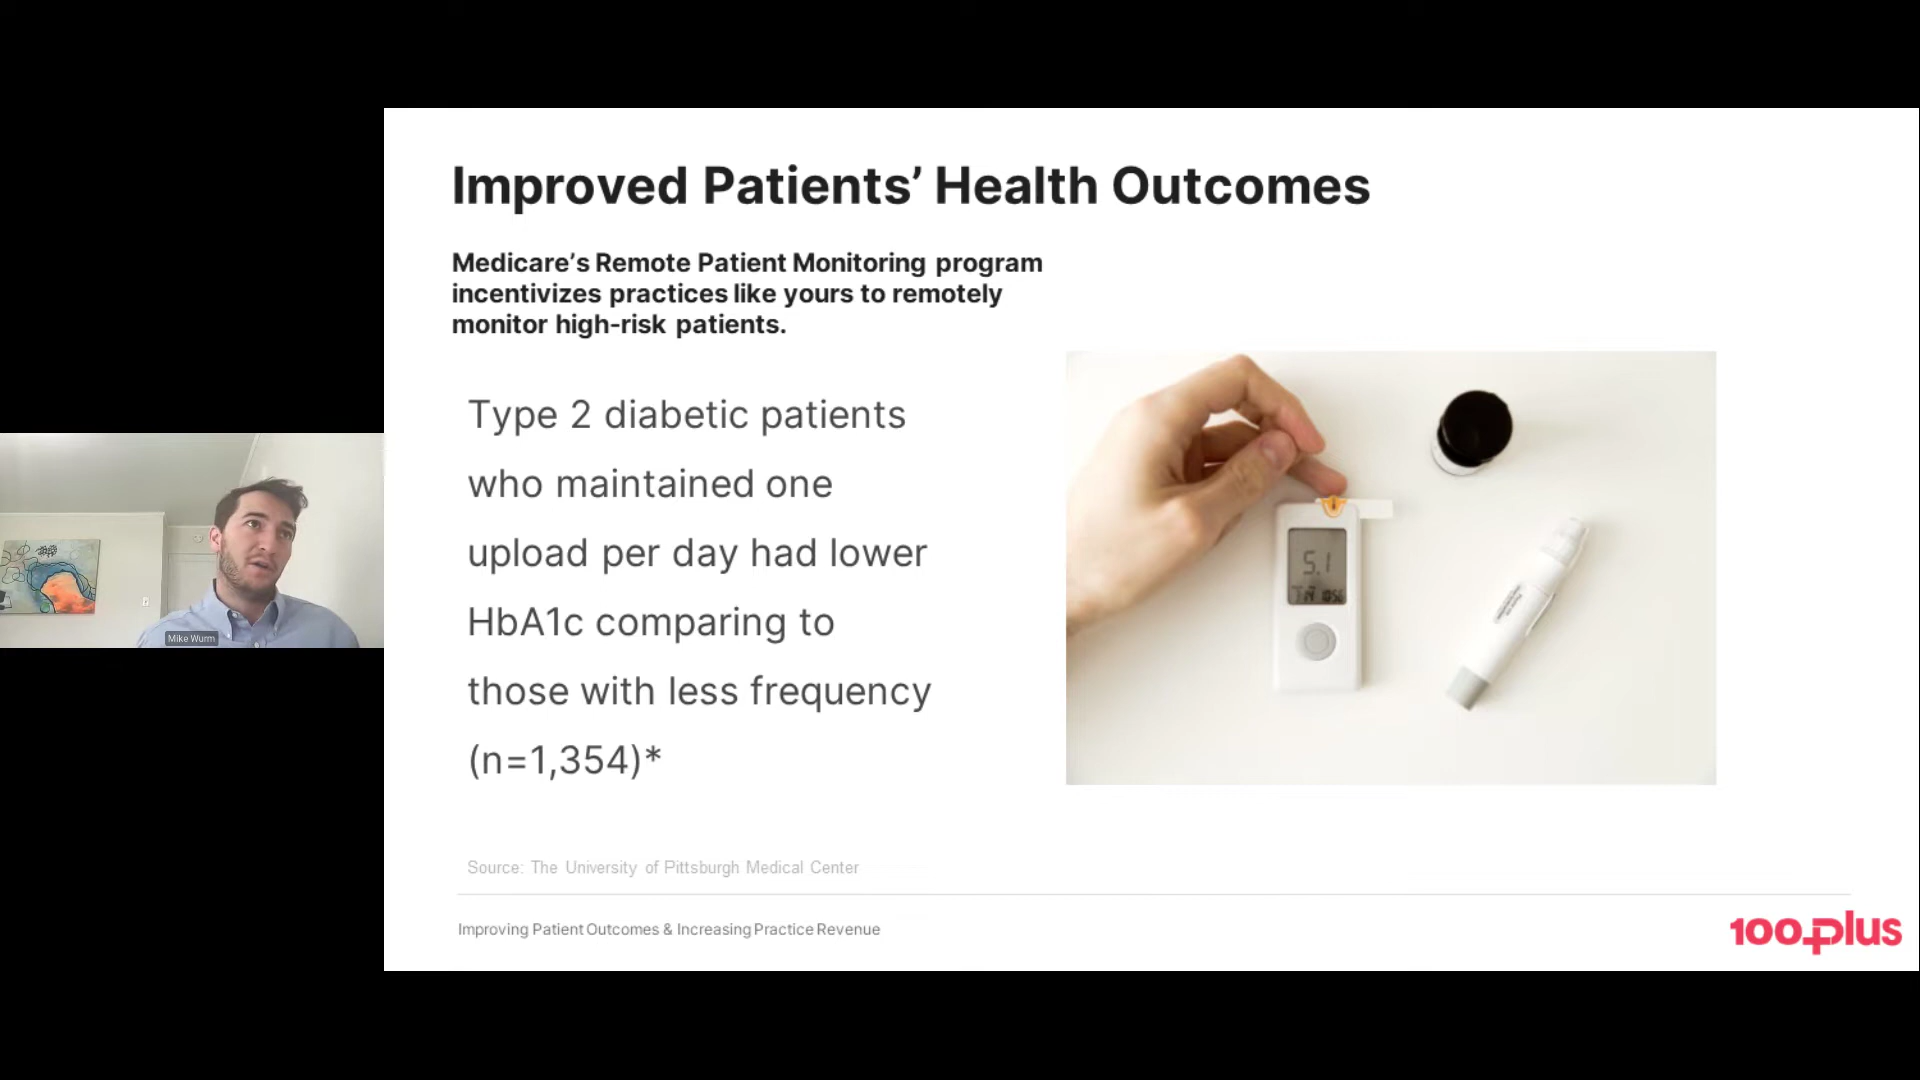 Improved Patients’ Health Outcomes
Medicare’s Remote Patient Monitoring program
incentivizes practices like yours to remotely
monitor high-risk patients.
Type 2 diabetic patients
who maintained one
upload per day had lower
HbA1c comparing to
those with less frequency
(n=1,354)*
5.1
Mike Wurm
Source: The University of Pittsburgh Medical Center
Improving Patient Outcomes & Increasing Practice Revenue
100plus